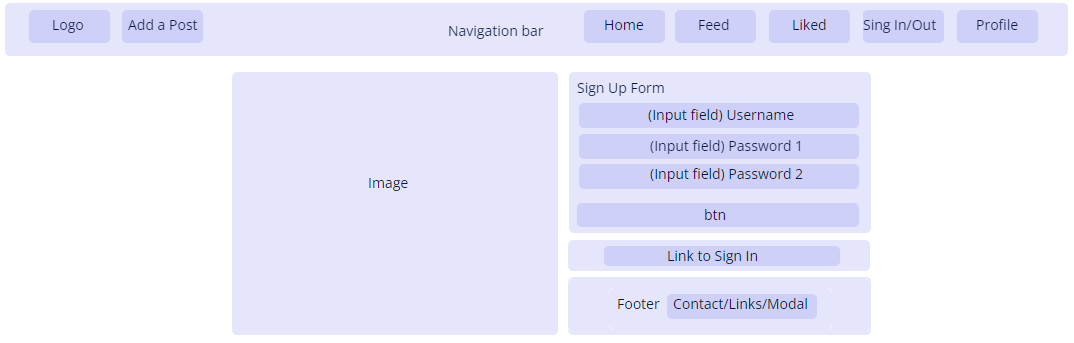 Logo
Add a Post
Navigation bar
Home
Feed
Liked
Sing In/Out
Profile
Image
Sign Up Form
(Input field) Username
(Input field) Password 1
(Input field) Password 2
btn
Link to Sign In
Footer
Contact/Links/Modal